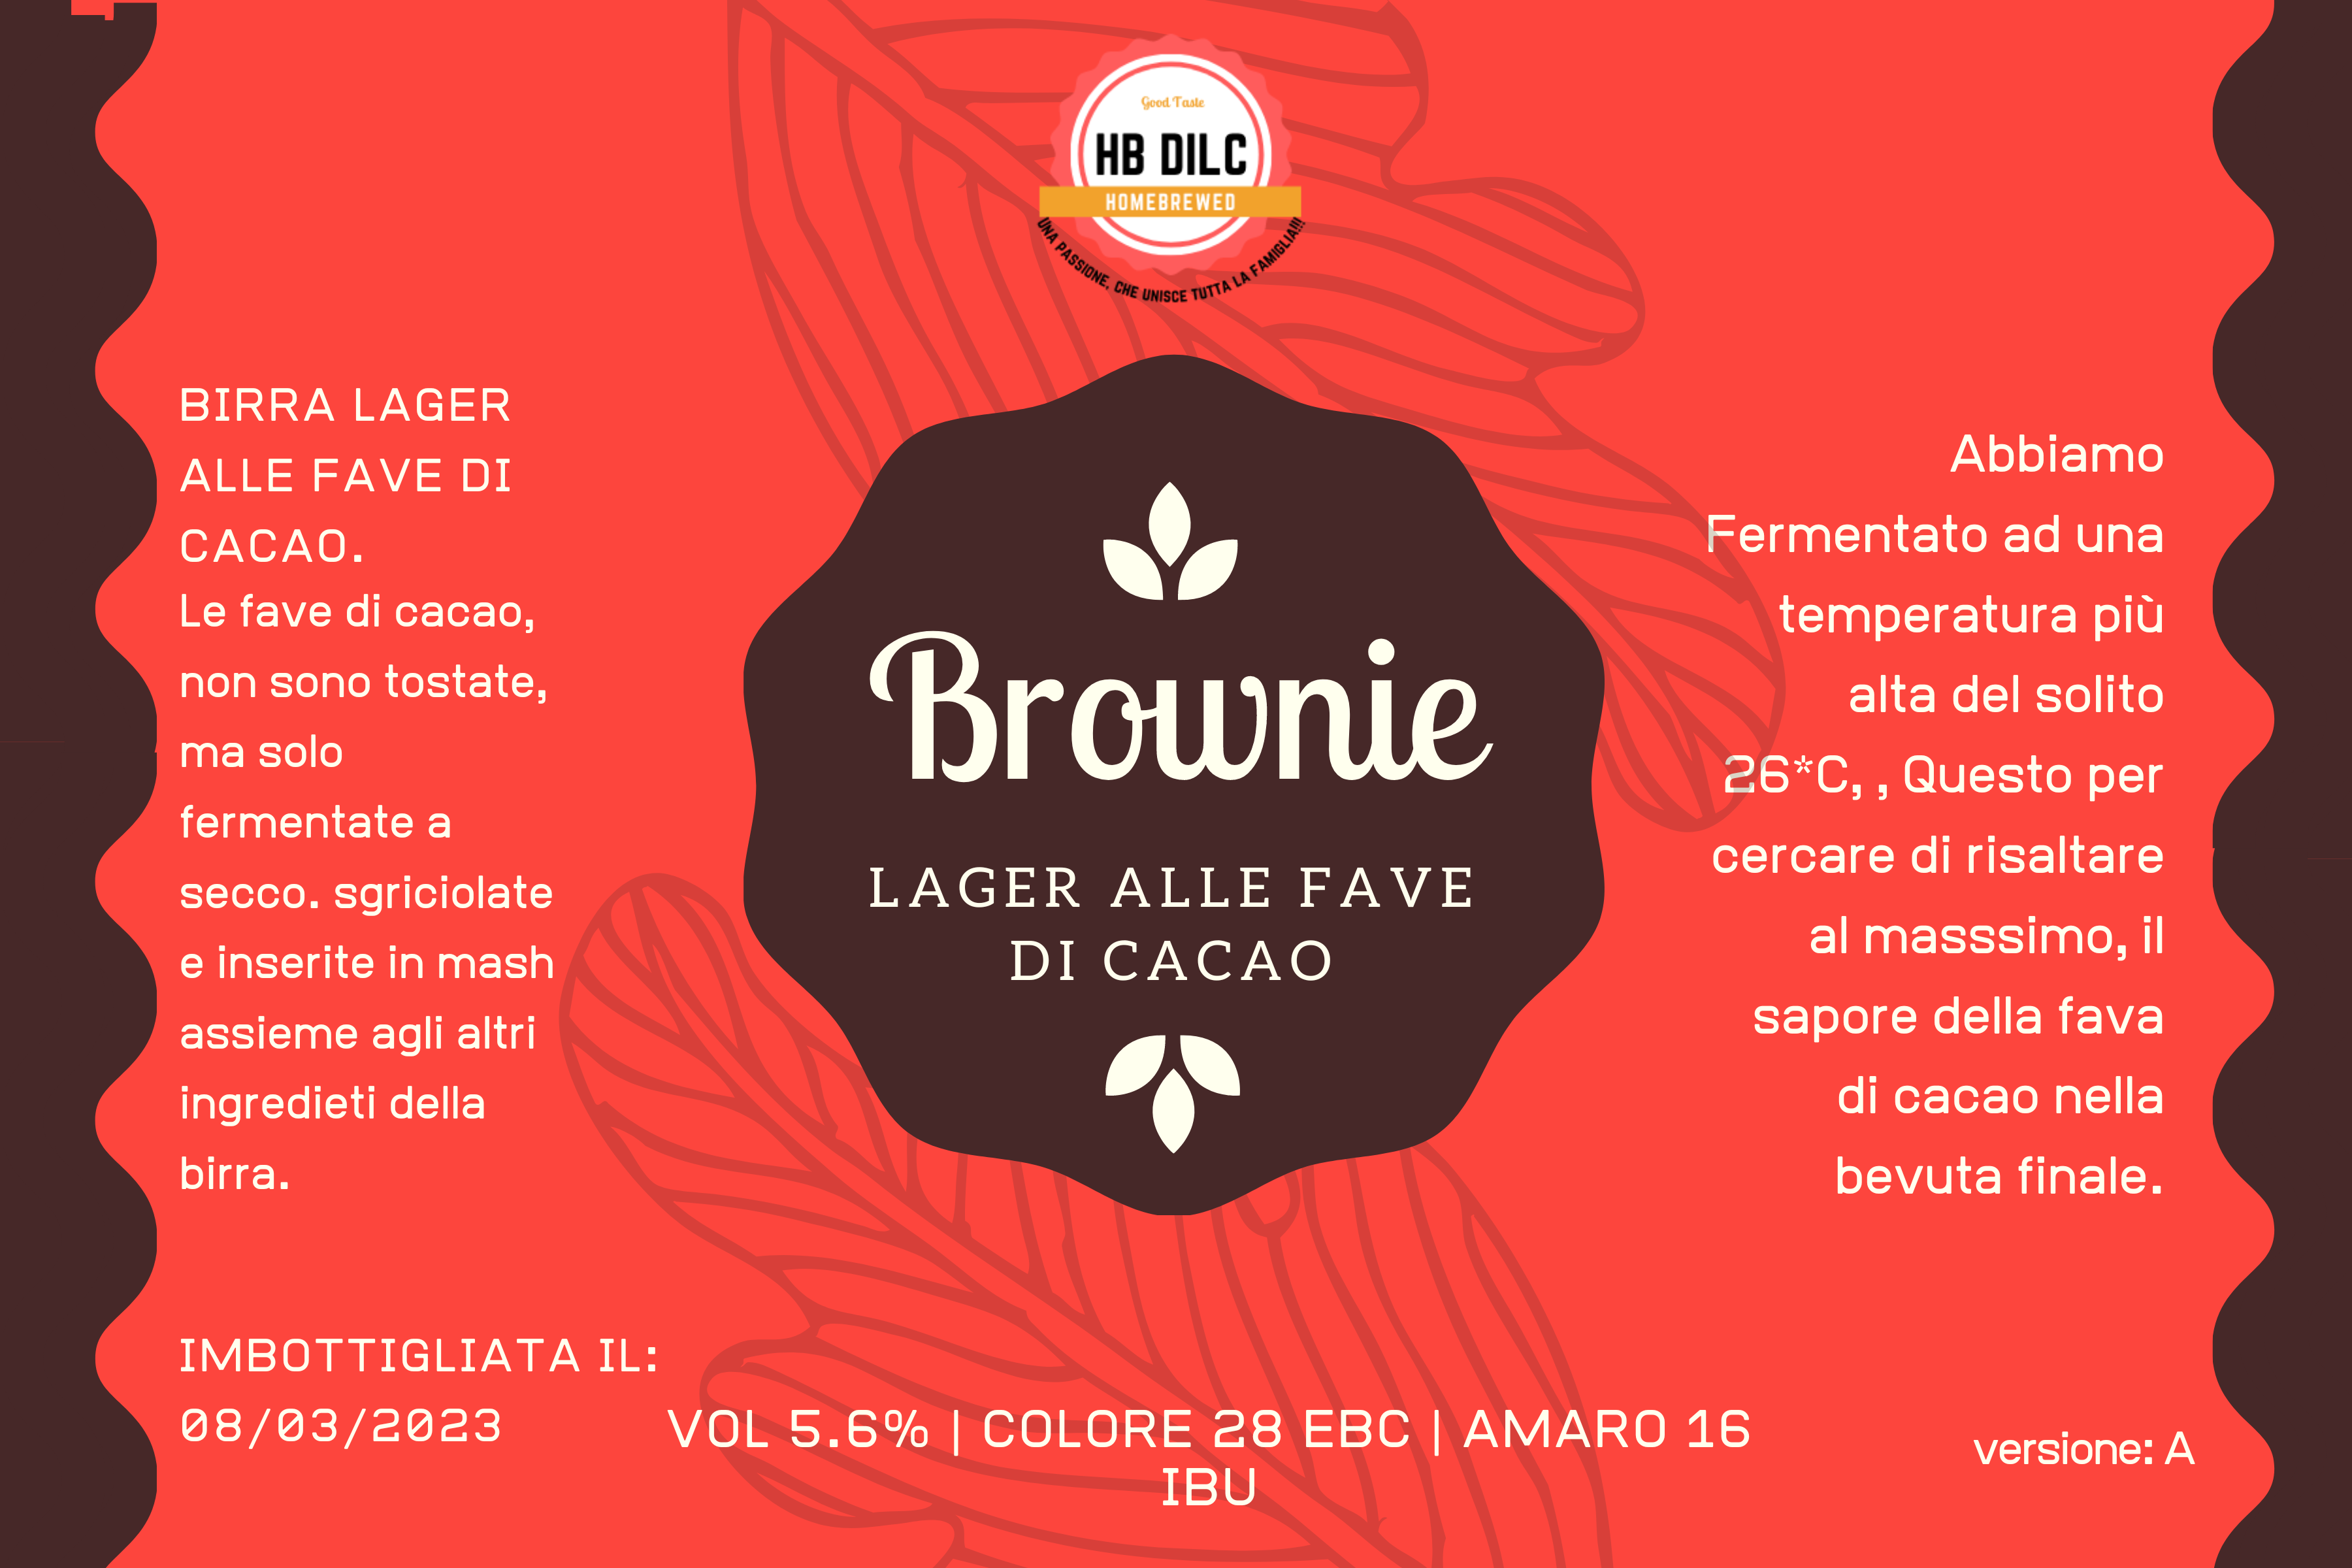 Good Taste
HB DILC
HOMEBREWED
UNA PASSIONE, CHE UNISCE TUTTA LA FAMIGLIA!!!
BIRRA LAGER
ALLE FAVE DI
CACAO.
Le fave di cacao,
non sono tostate,
ma solo
fermentate a
secco. sgriciolate
e inserite in mash
assieme agli altri
ingredieti della
birra.
Brownie
LAGER ALLE FAVE
DI CACAO
Abbiamo
Fermentato ad una
temperatura più
alta del solito
26*C, , Questo per
cercare di risaltare
al masssimo, il
sapore della fava
di cacao nella
bevuta finale.
IMBOTTIGLIATA IL:
08/03/2023
VOL 5.6% | COLORE 28 EBC | AMARO 16
IBU
versione: A